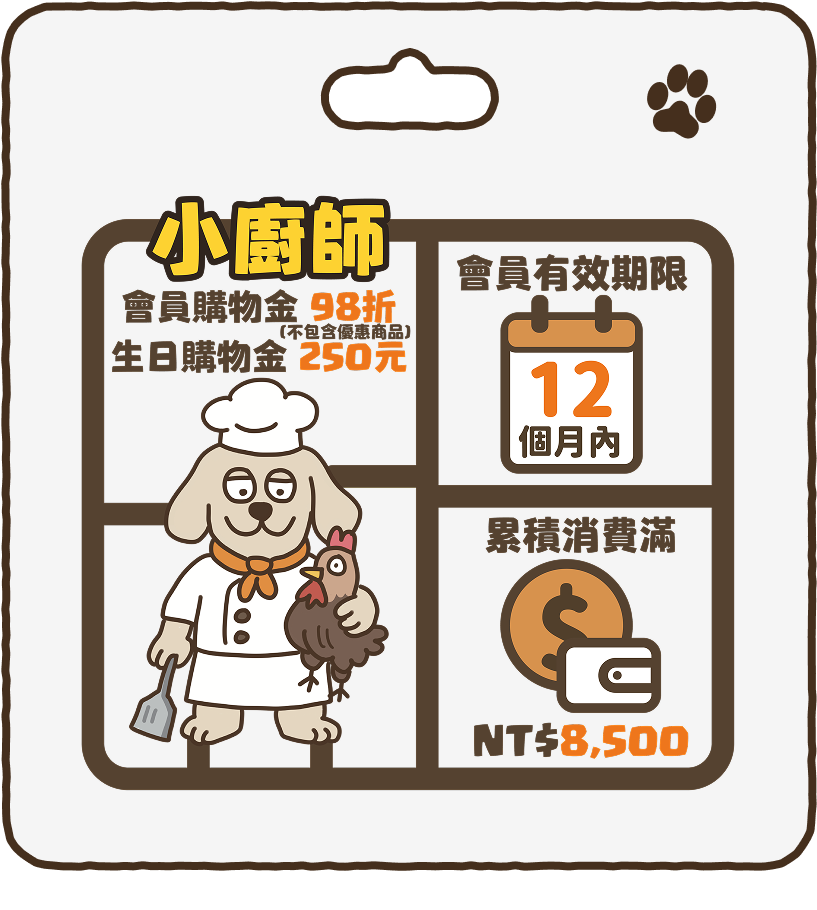 小廚師
會員購物金 98折
(不包含優惠商品)
生日購物金 250元
會員有效期限
12
個月內
累積消費滿
$
NT$8,500